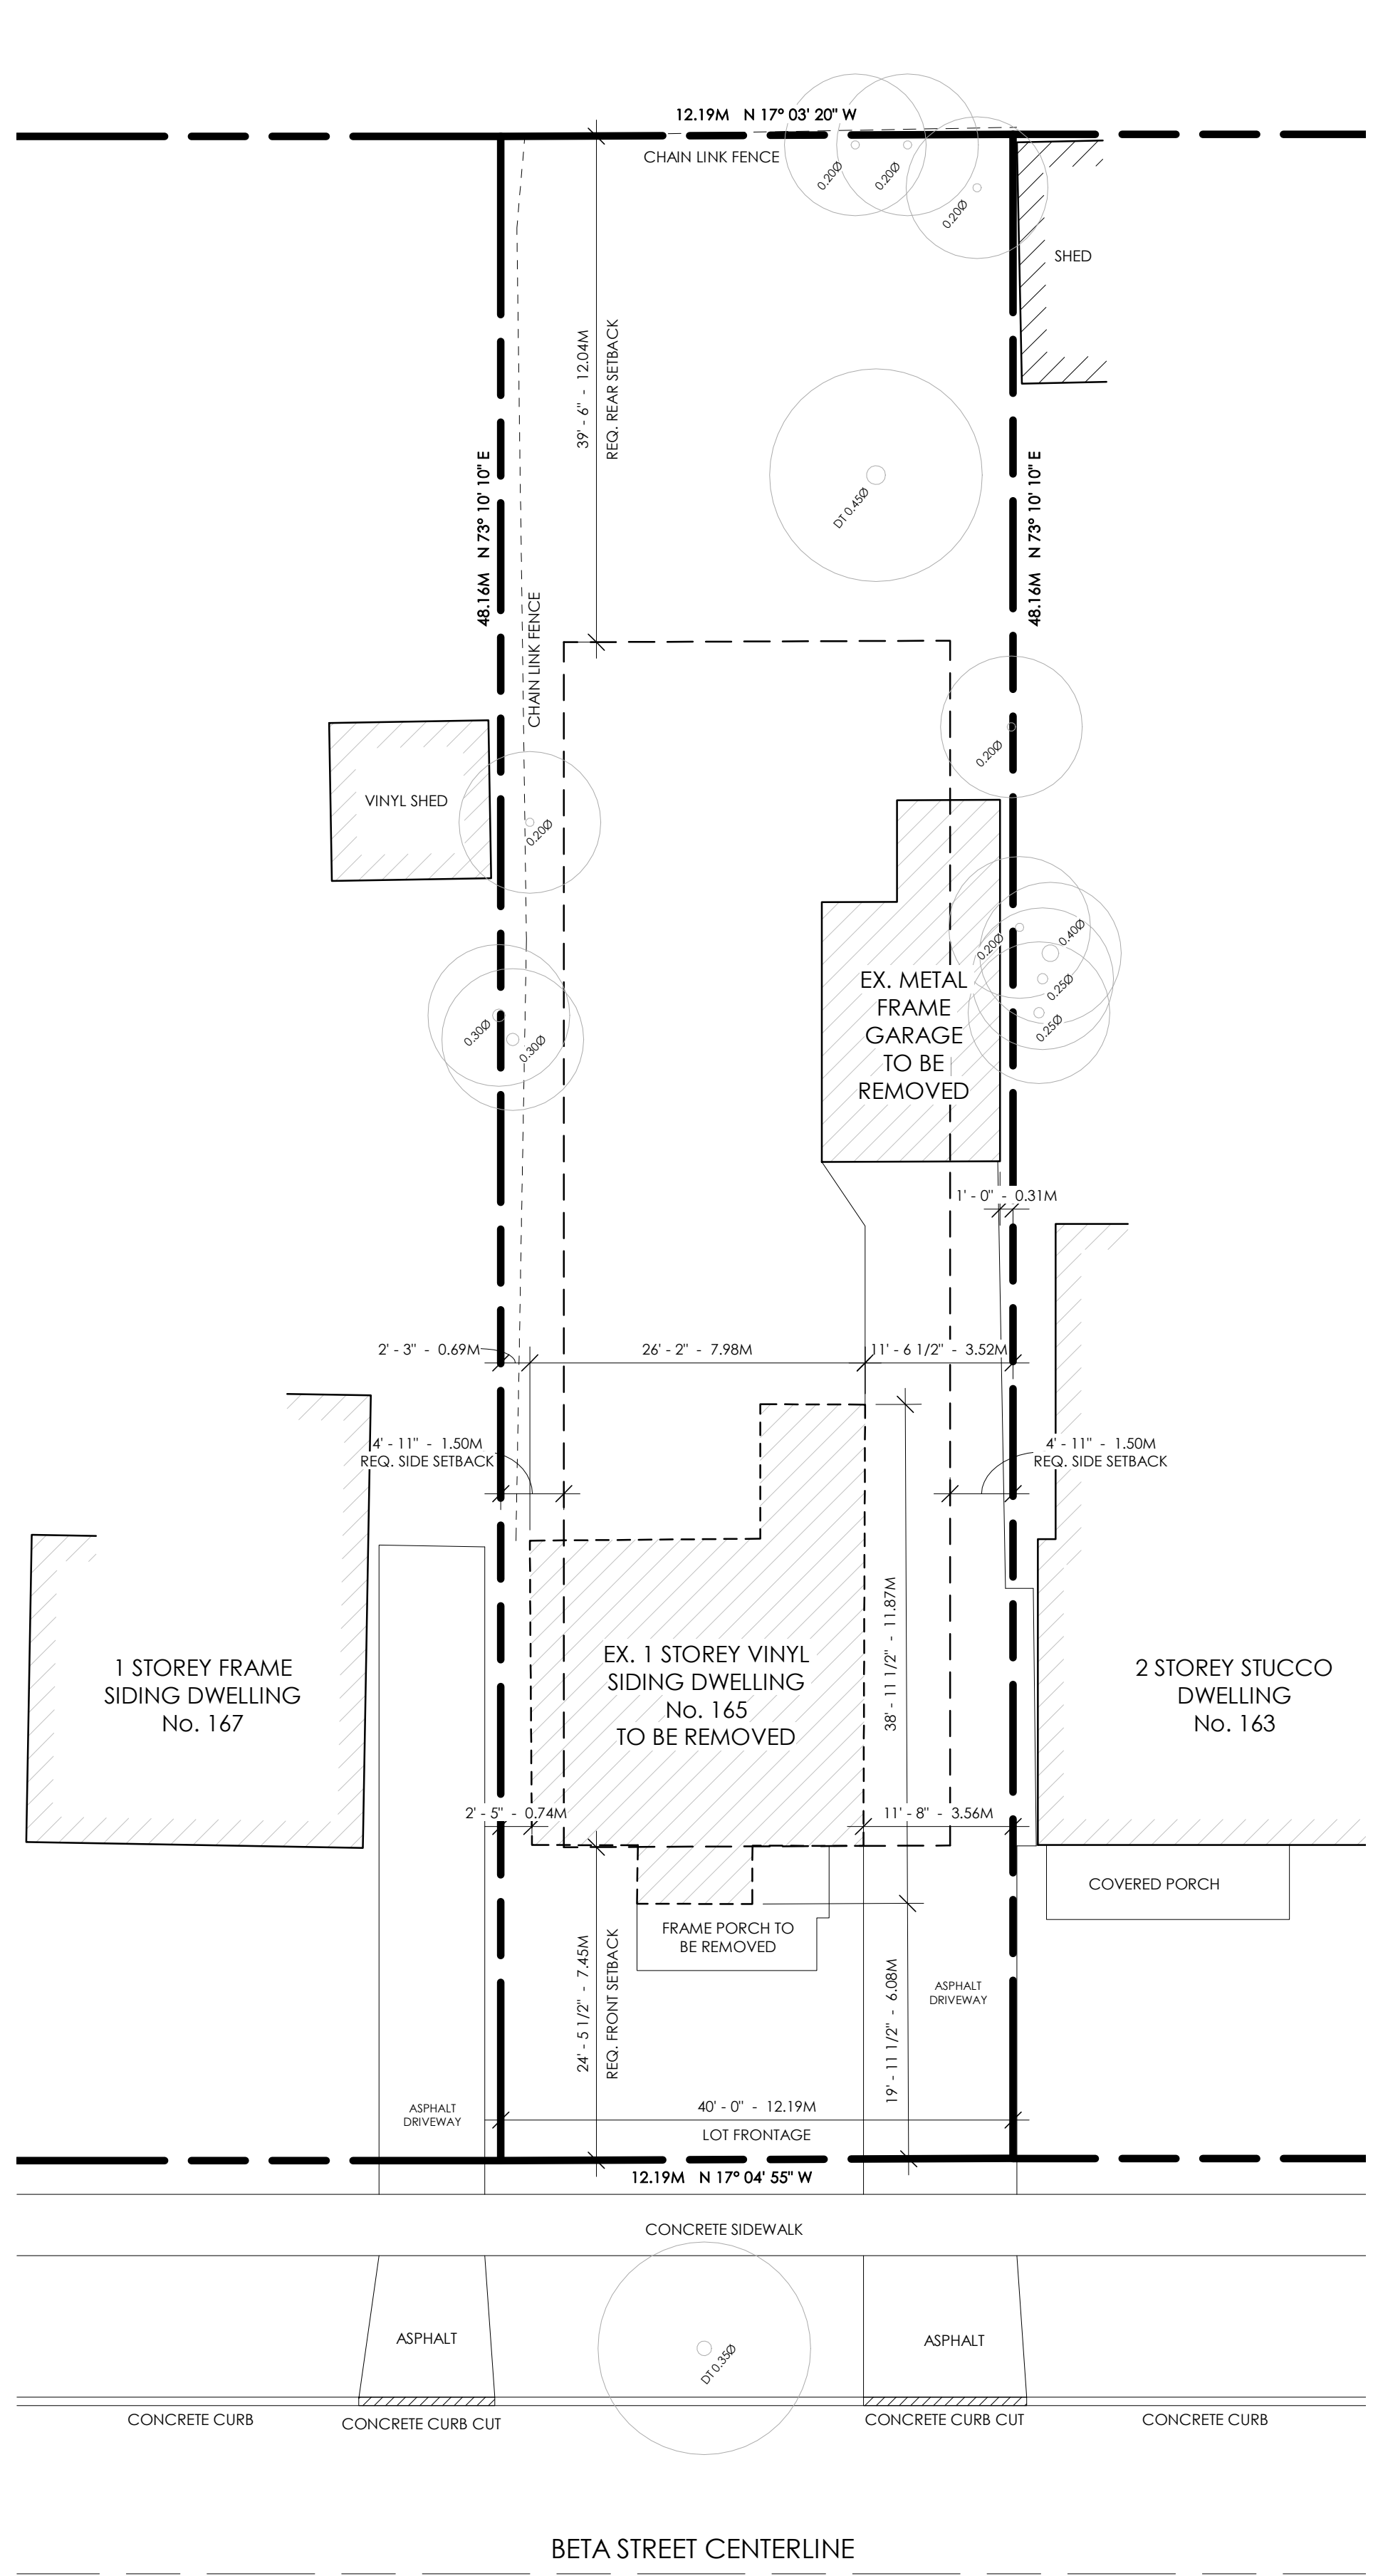 12.19M N 17° 03' 20" W
CHAIN LINK FENCE
0.20Ø
0.20Ø
0.20Ø
SHED
39' - 6" - 12.04M
REQ. REAR SETBACK
48.16M N 73° 10' 10" E
48.16M N 73° 10' 10" E
DT 0.45Ø
CHAIN LINK FENCE
0.20Ø
VINYL SHED
0.20Ø
0.20Ø
0.40Ø
0.25Ø
0.25Ø
0.30Ø
0.30Ø
EX. METAL
FRAME
GARAGE
TO BE
REMOVED
1' - 0" - 0.31M
2' - 3" - 0.69M
26' - 2" - 7.98M
11' - 6 1/2" - 3.52M
4' - 11" - 1.50M
REQ. SIDE SETBACK
4' - 11" - 1.50M
REQ. SIDE SETBACK
38' - 11 1/2" - 11.87M
1 STOREY FRAME
SIDING DWELLING
No. 167
EX. 1 STOREY VINYL
SIDING DWELLING
No. 165
TO BE REMOVED
2 STOREY STUCCO
DWELLING
No. 163
2' - 5" - 0.74M
11' - 8" - 3.56M
COVERED PORCH
FRAME PORCH TO
BE REMOVED
24' - 5 1/2" - 7.45M
REQ. FRONT SETBACK
19' - 11 1/2" - 6.08M
ASPHALT
DRIVEWAY
ASPHALT
DRIVEWAY
40' - 0" - 12.19M
LOT FRONTAGE
12.19M N 17° 04' 55" W
CONCRETE SIDEWALK
ASPHALT
DT 0.35Ø
ASPHALT
CONCRETE CURB
CONCRETE CURB CUT
CONCRETE CURB CUT
CONCRETE CURB
BETA STREET CENTERLINE